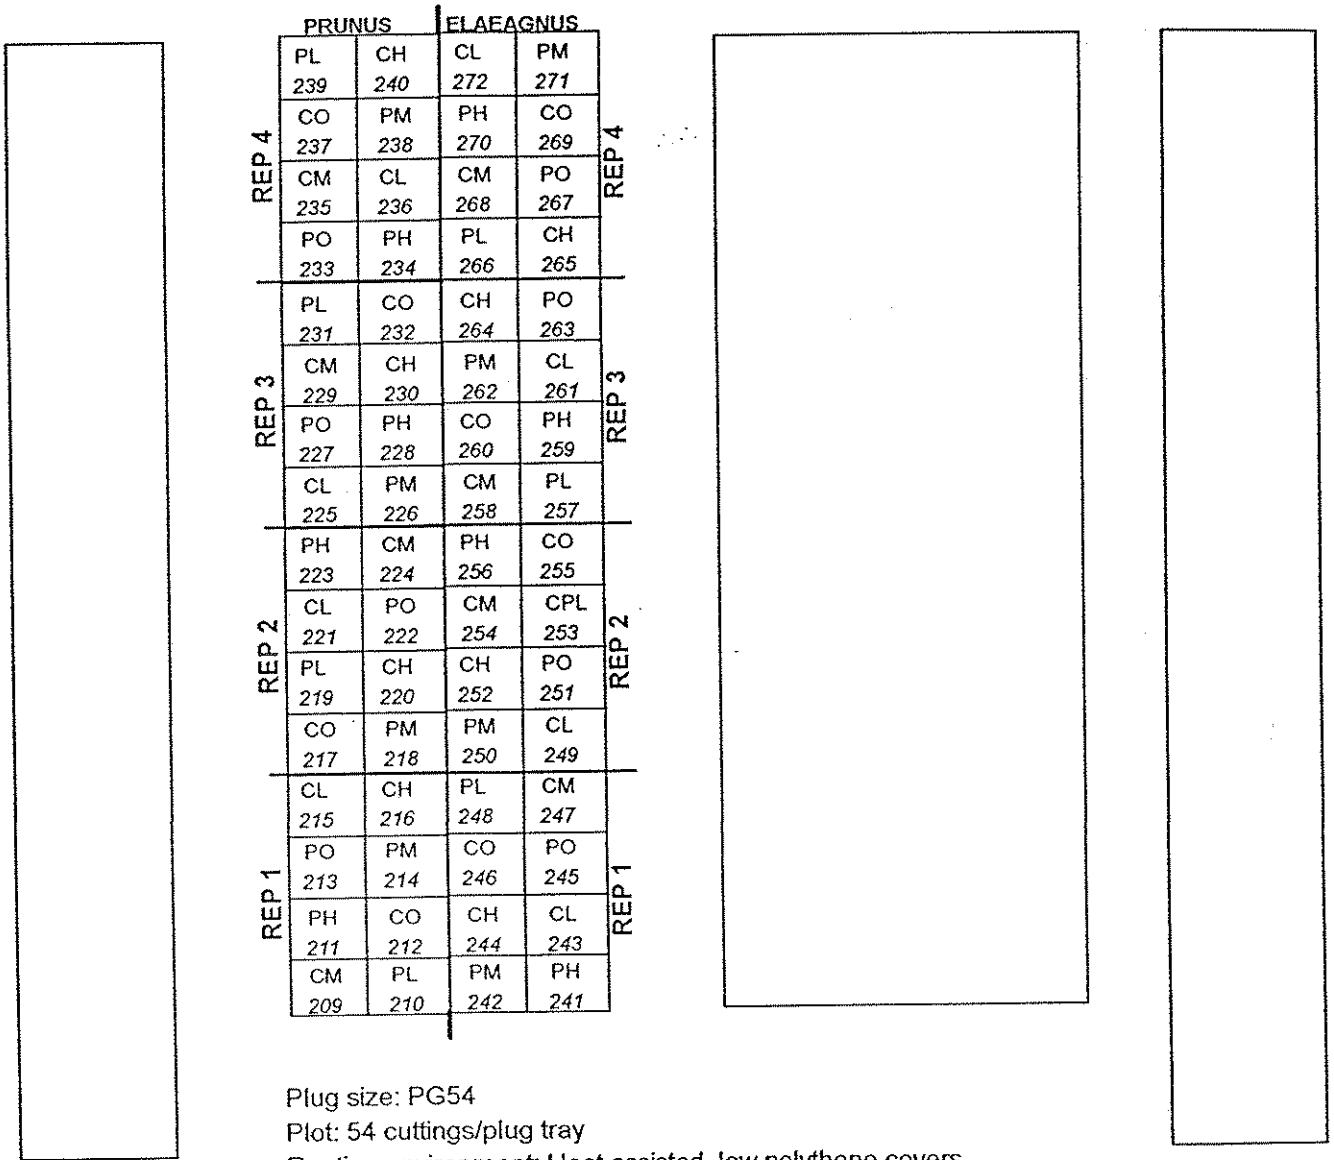 PRUNUS ELAEAGNUS
PL CH CL PM
239 240 272 271
CO PM PH CO
237 238 270 269
REP 4 REP 4
CM CL CM PO
235 236 268 267
PO PH PL CH
233 234 266 265
PL CO CH PO
231 232 264 263
CM CH PM CL
229 230 262 261
REP 3 REP 3
PO PH CO PH
227 228 260 259
CL PM CM PL
225 226 258 257
PH CM PH CO
223 224 256 255
CL PO CM CPL
221 222 254 253
REP 2 REP 2
PL CH CH PO
219 220 252 251
CO PM PM CL
217 218 250 249
CL CH PL CM
215 216 248 247
PO PM CO PO
213 214 246 245
REP 1 REP 1
PH CO CH CL
211 212 244 243
CM PL PM PH
209 210 242 241
Plug size: PG54
Plot: 54 cuttings/plug tray